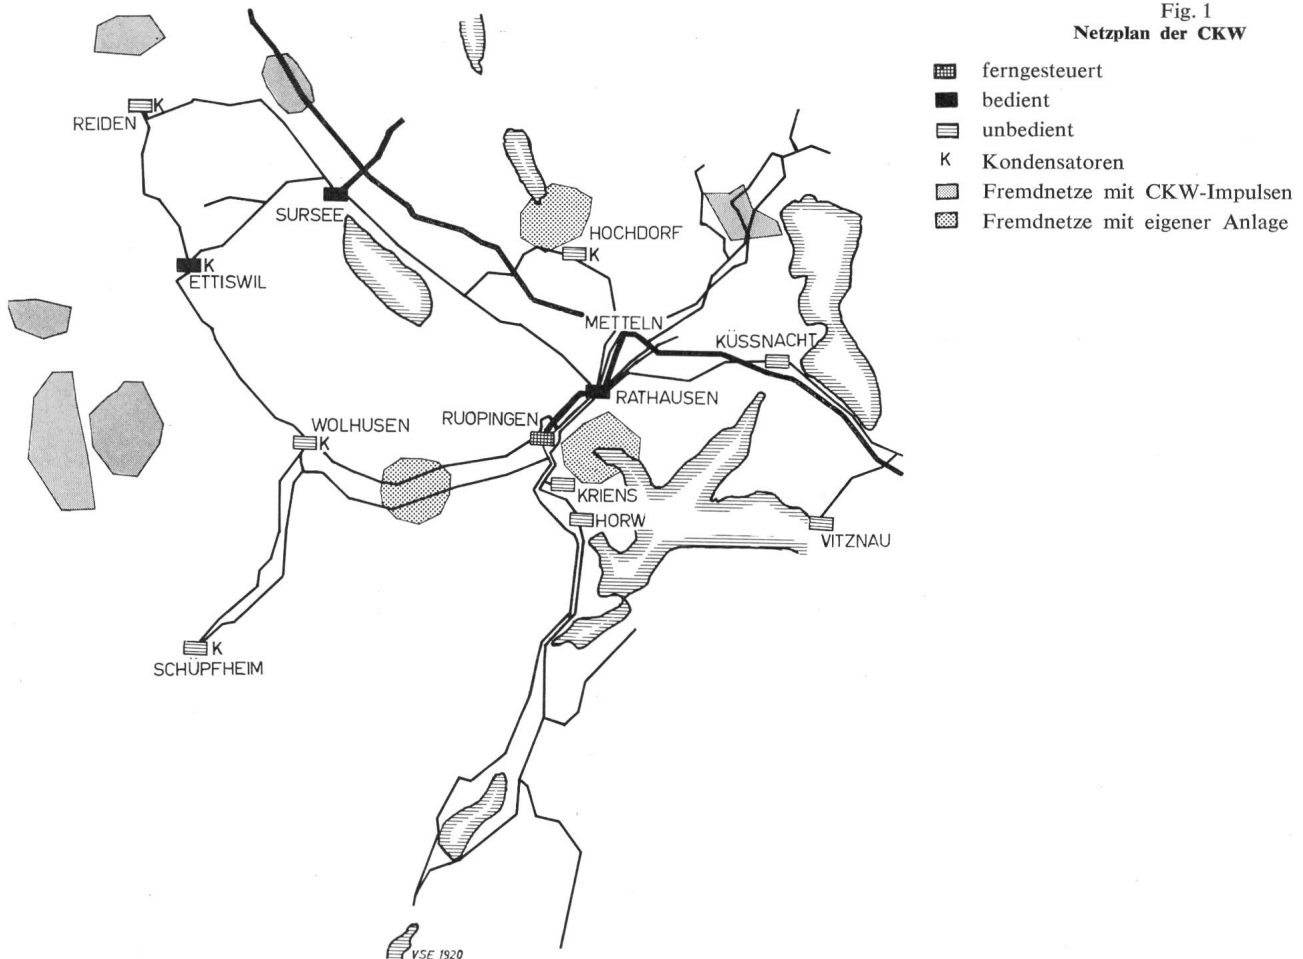 Fig. 1
Netzplan der CKW
ferngesteuert
bedient
unbedient
K Kondensatoren
Fremdnetze mit CKW-Impulsen
Fremdnetze mit eigener Anlage
K
REIDEN
SURSEE
HOCHDORF
K
K
ETTISWIL
METTELN
KÜSSNACHT
RATHAUSEN
RUOPINGEN
WOLHUSEN
K
KRIENS
HORW
VITZNAU
K
SCHÜPFHEIM
VSE 1920